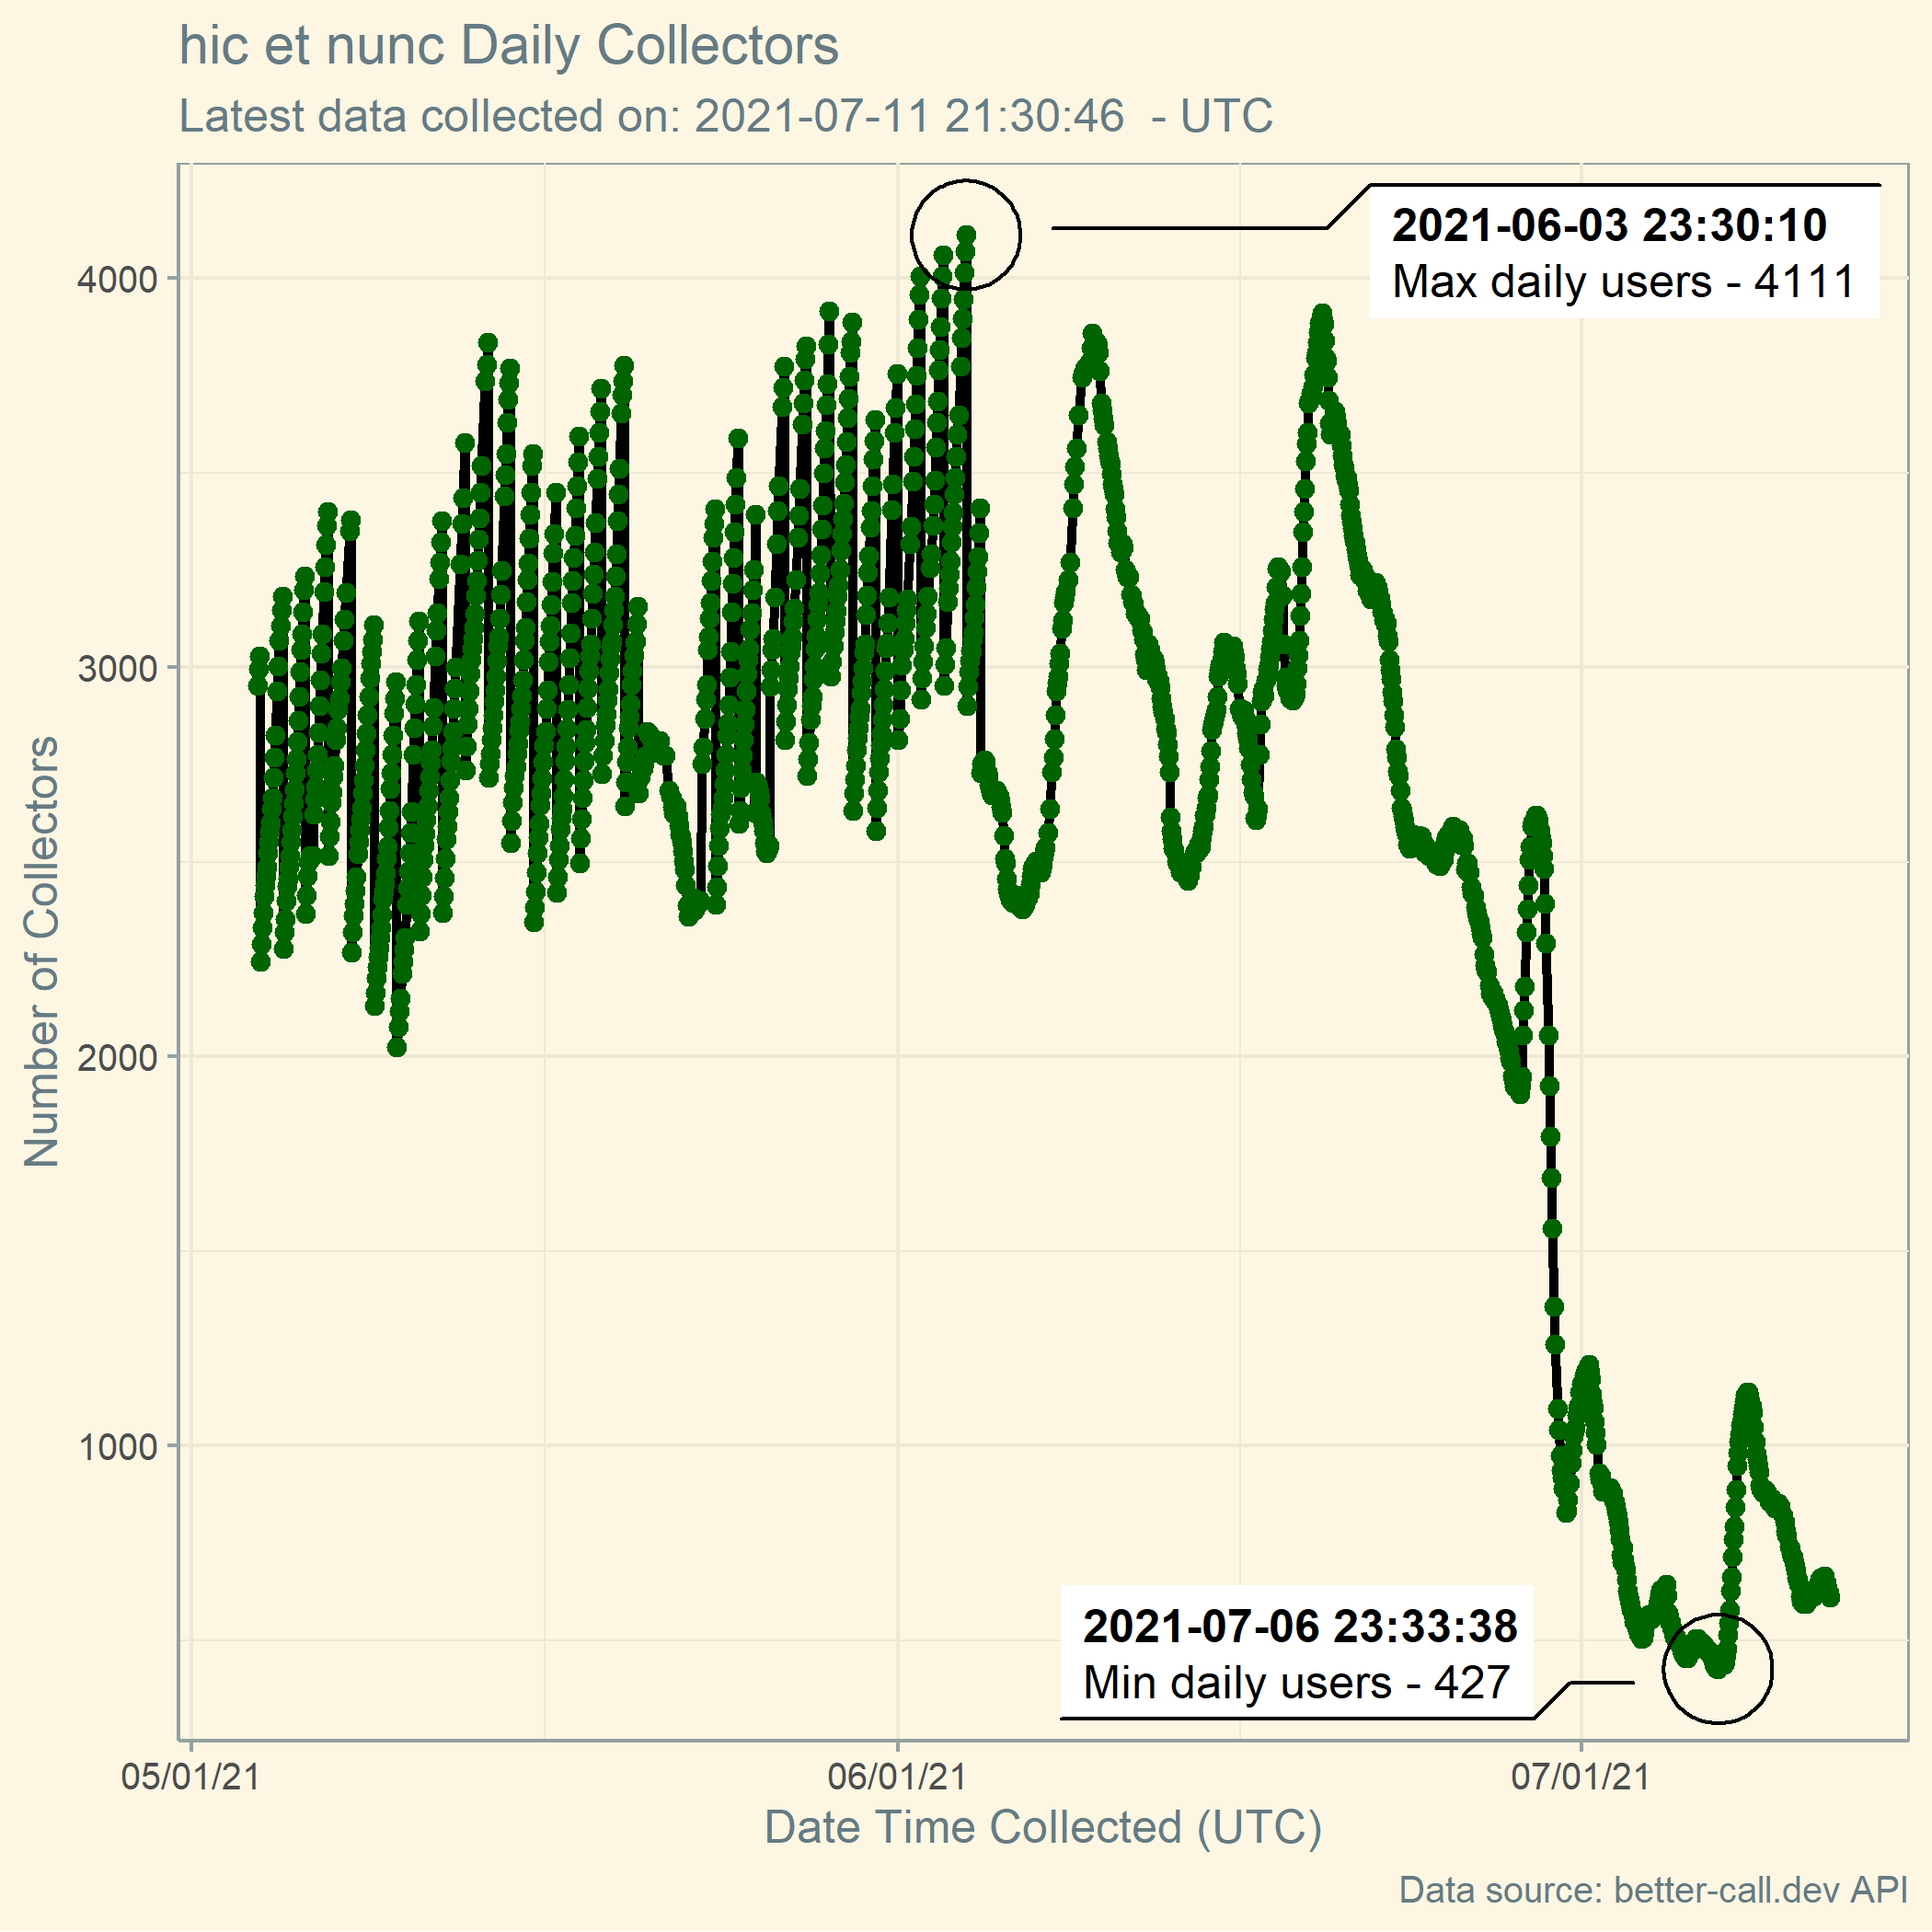 hic et nunc Daily Collectors
Latest data collected on: 2021-07-11 21:30:46  - UTC
2021-06-03 23:30:10
Max daily users - 4111
4000
3000
2000
1000
Number of Collectors
2021-07-06 23:33:38
Min daily users - 427
05/01/21
06/01/21
07/01/21
Date Time Collected (UTC)
Data source: better-call.dev API